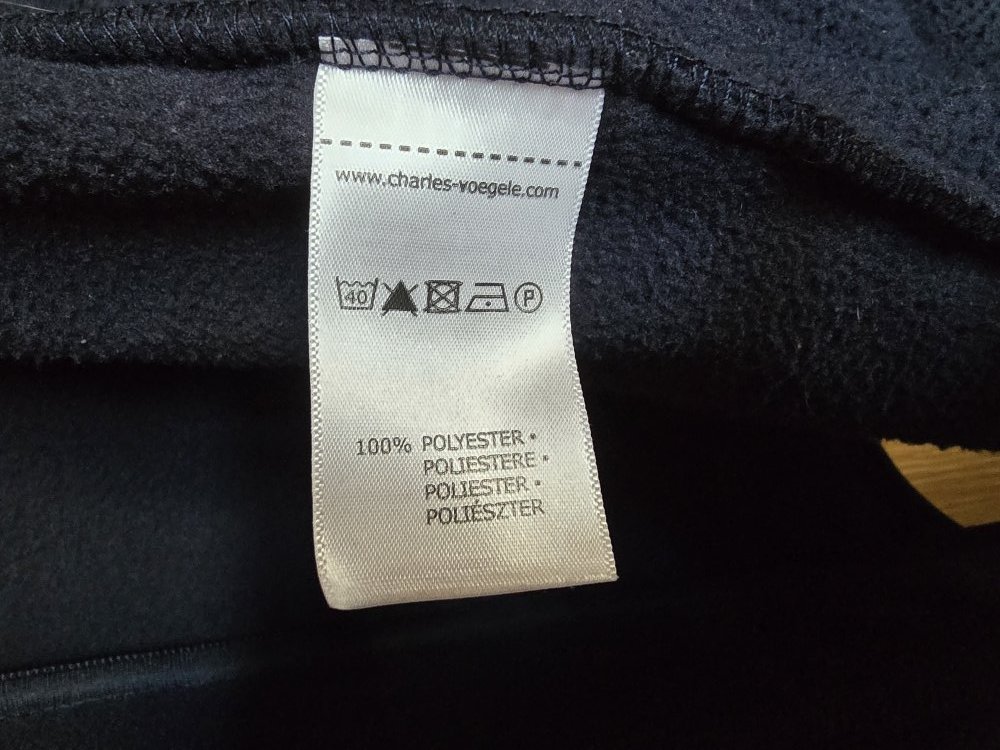 www.charles-voegele.com
40 P
100% POLYESTER •
POLIESTERE •
POLIESTER •
POLIÉSZTER